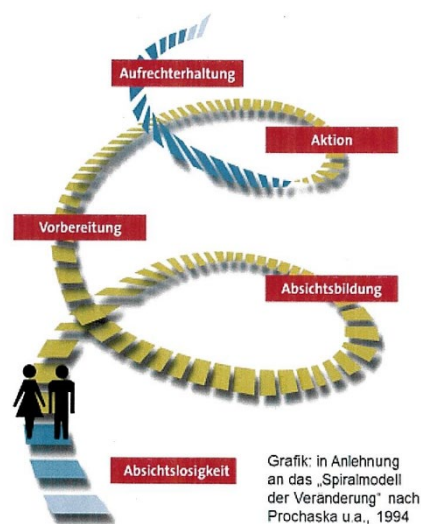 Aufrechterhaltung
Aktion
Vorbereitung
Absichtsbildung
Absichtslosigkeit
Grafik: in Anlehnung
an das „Spiralmodell
der Veränderung" nach
Prochaska u.a., 1994